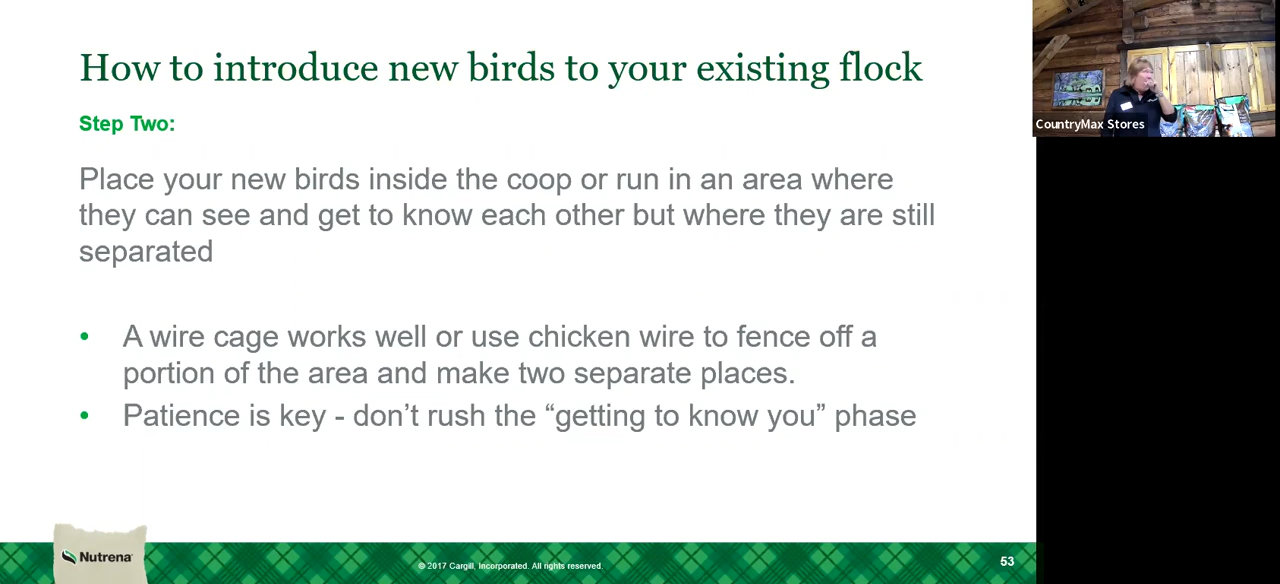 How to introduce new birds to your existing flock
Step Two:
Place your new birds inside the coop or run in an area where
they can see and get to know each other but where they are still
separated
• A wire cage works well or use chicken wire to fence off a
portion of the area and make two separate places.
• Patience is key - don’t rush the “getting to know you” phase
Nutrena
© 2017 Cargill, Incorporated. All rights reserved.
53
CountryMax Stores